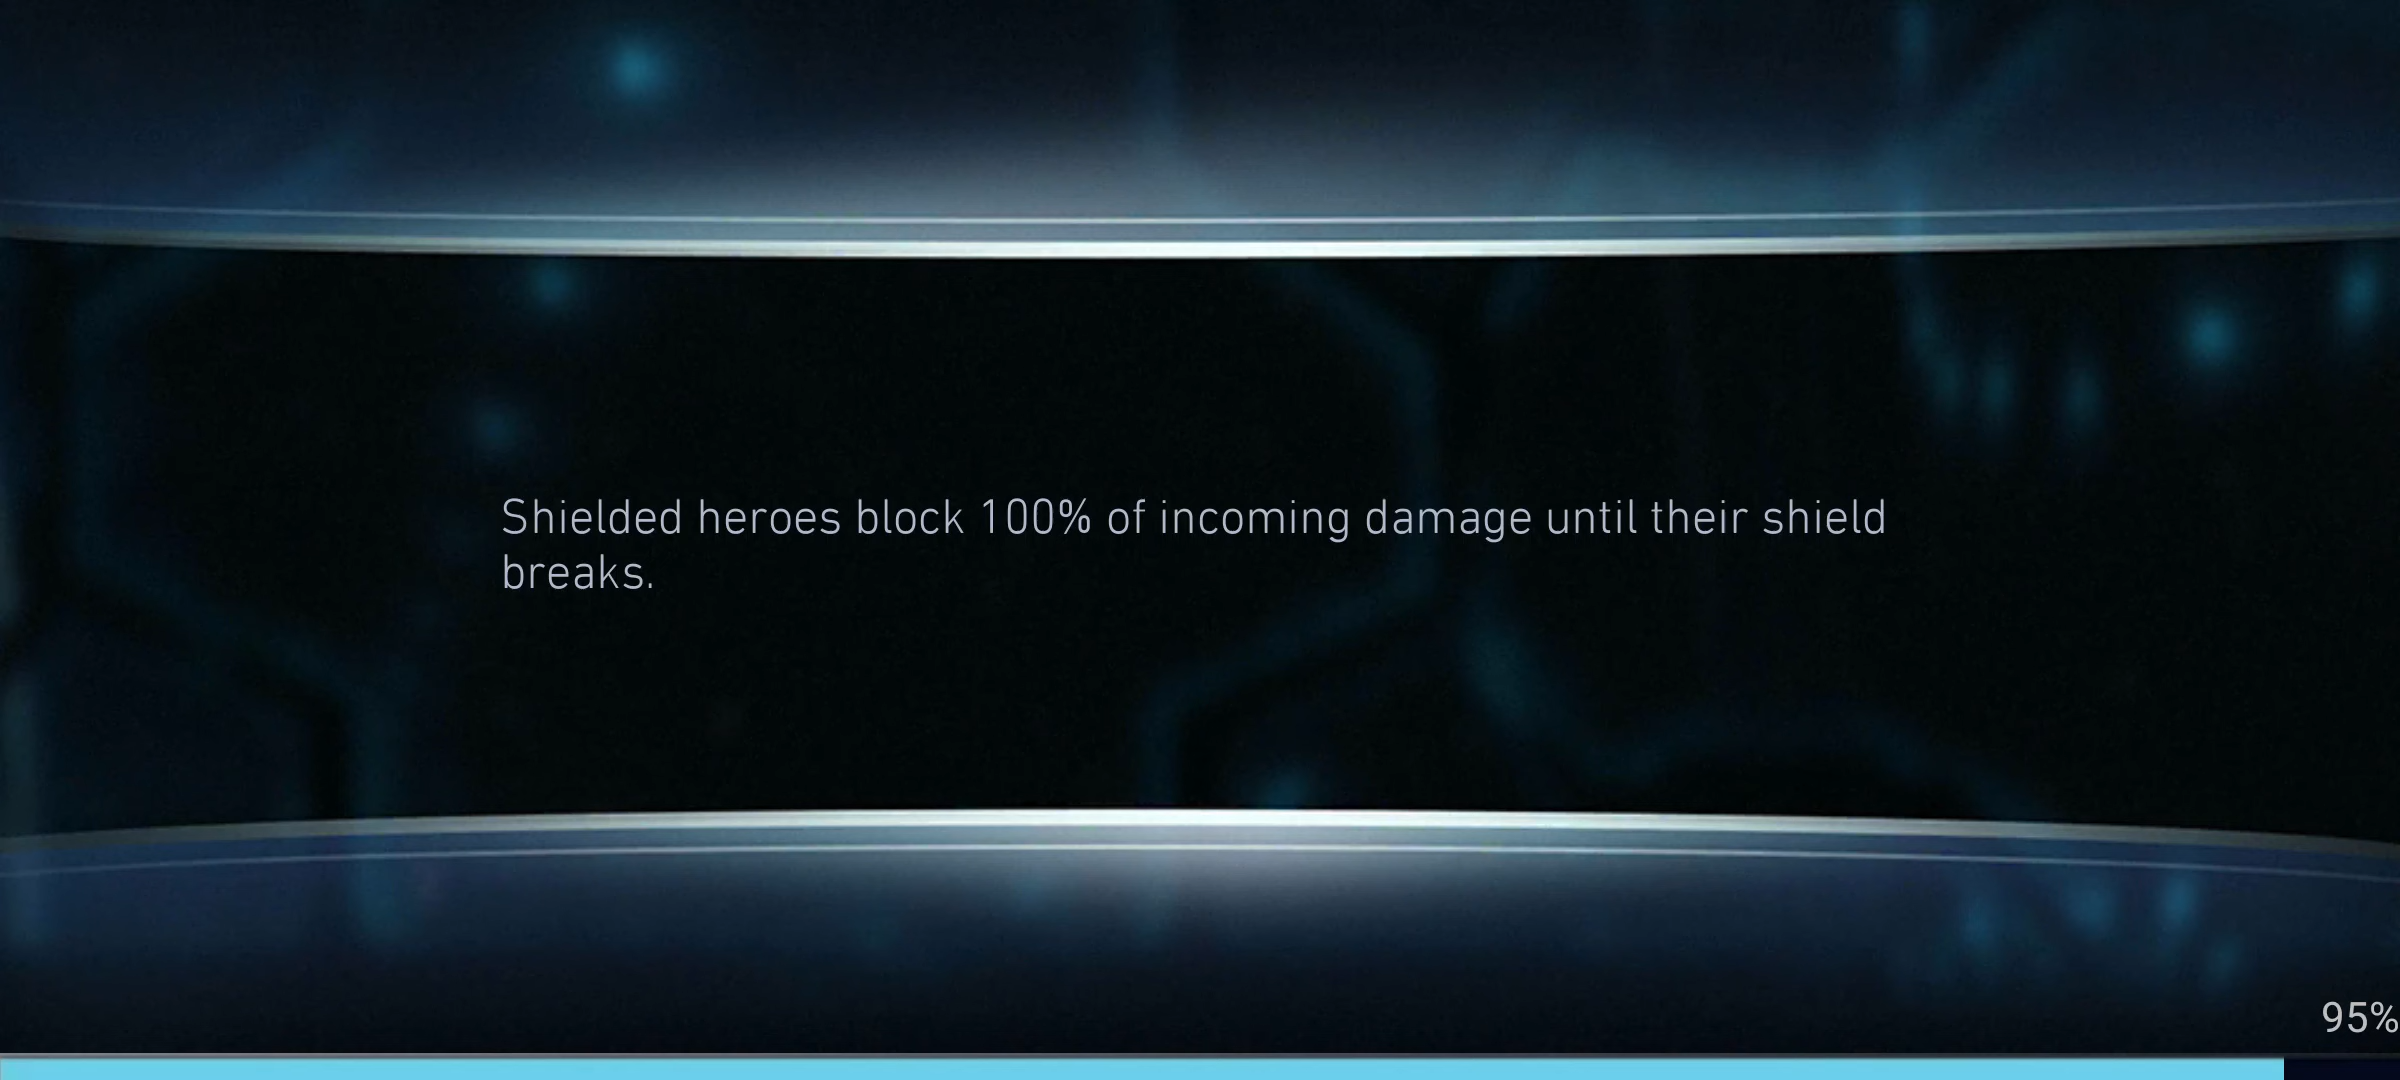 Shielded heroes block 100% of incoming damage until their shield
breaks.
95%